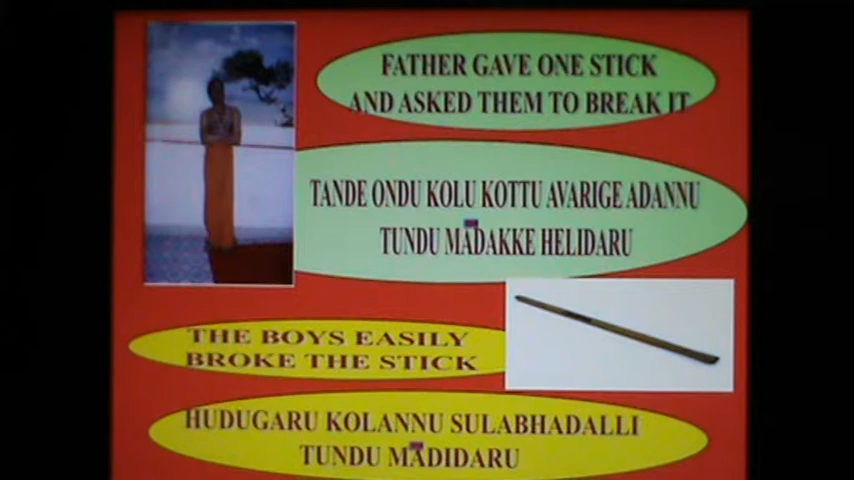 FATHER GAVE ONE STICK
AND ASKED THEM TO BREAK IT
TANDE ONDU KOLU KOTTU AVARIGE ADANNU
TUNDU MADAKKE HELIDARU
THE BOYS EASILY
BROKE THE STICK
HUDUGARU KOLANNU SULABHADALLI
TUNDU MADIDARU